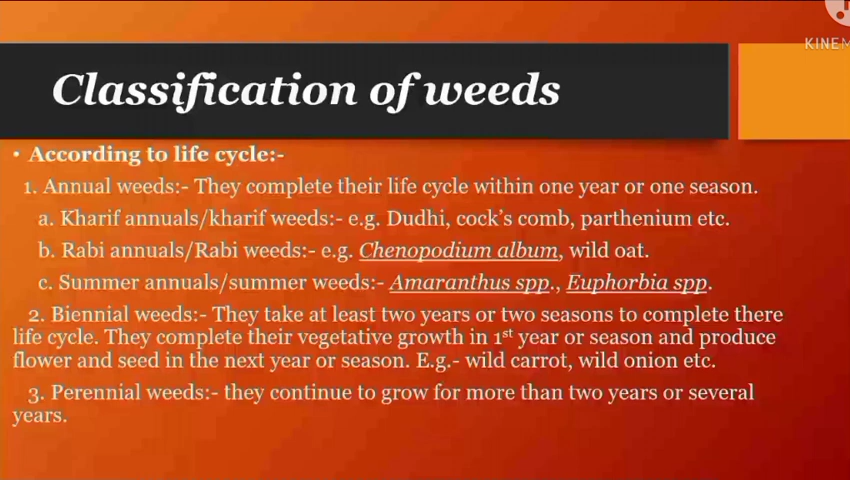 KINEM
Classification of weeds
• According to life cycle:-
1. Annual weeds:- They complete their life cycle within one year or one season.
a. Kharif annuals/kharif weeds:- e.g. Dudhi, cock's comb, parthenium etc.
b. Rabi annuals/Rabi weeds:- e.g. Chenopodium album, wild oat.
c. Summer annuals/summer weeds:- Amaranthus spp., Euphorbia spp.
2. Biennial weeds:- They take at least two years or two seasons to complete there
life cycle. They complete their vegetative growth in 1st year or season and produce
flower and seed in the next year or season. E.g.- wild carrot, wild onion etc.
3. Perennial weeds:- they continue to grow for more than two years or several
years.